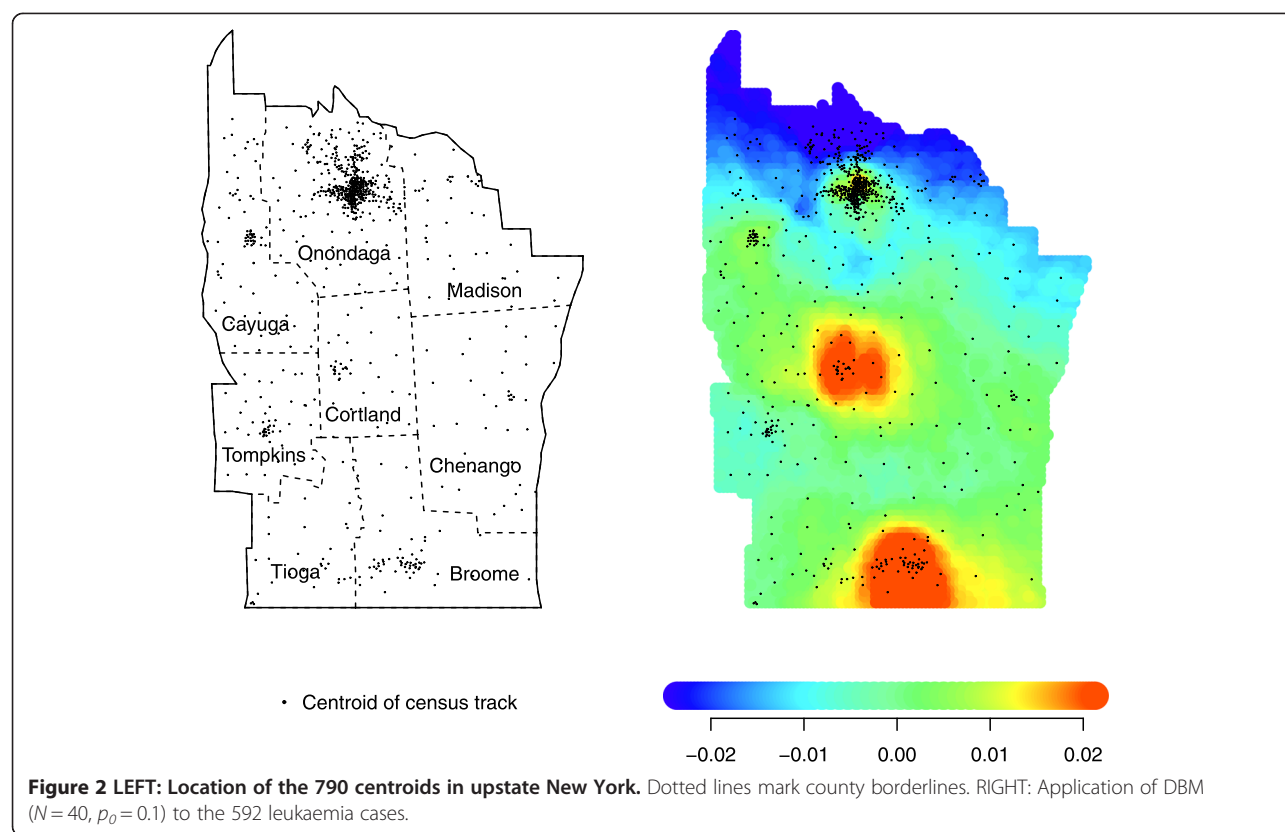 Onondaga
Madison
Cayuga
Cortland
Tompkins
Chenango
Tioga
Broome
Centroid of census track
−0.02 −0.01 0.00 0.01 0.02
Figure 2 LEFT: Location of the 790 centroids in upstate New York. Dotted lines mark county borderlines. RIGHT: Application of DBM
(N = 40, p0 = 0.1) to the 592 leukaemia cases.